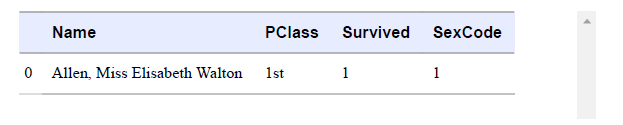 Name PClass Survived SexCode
0 Allen, Miss Elisabeth Walton 1st 1 1